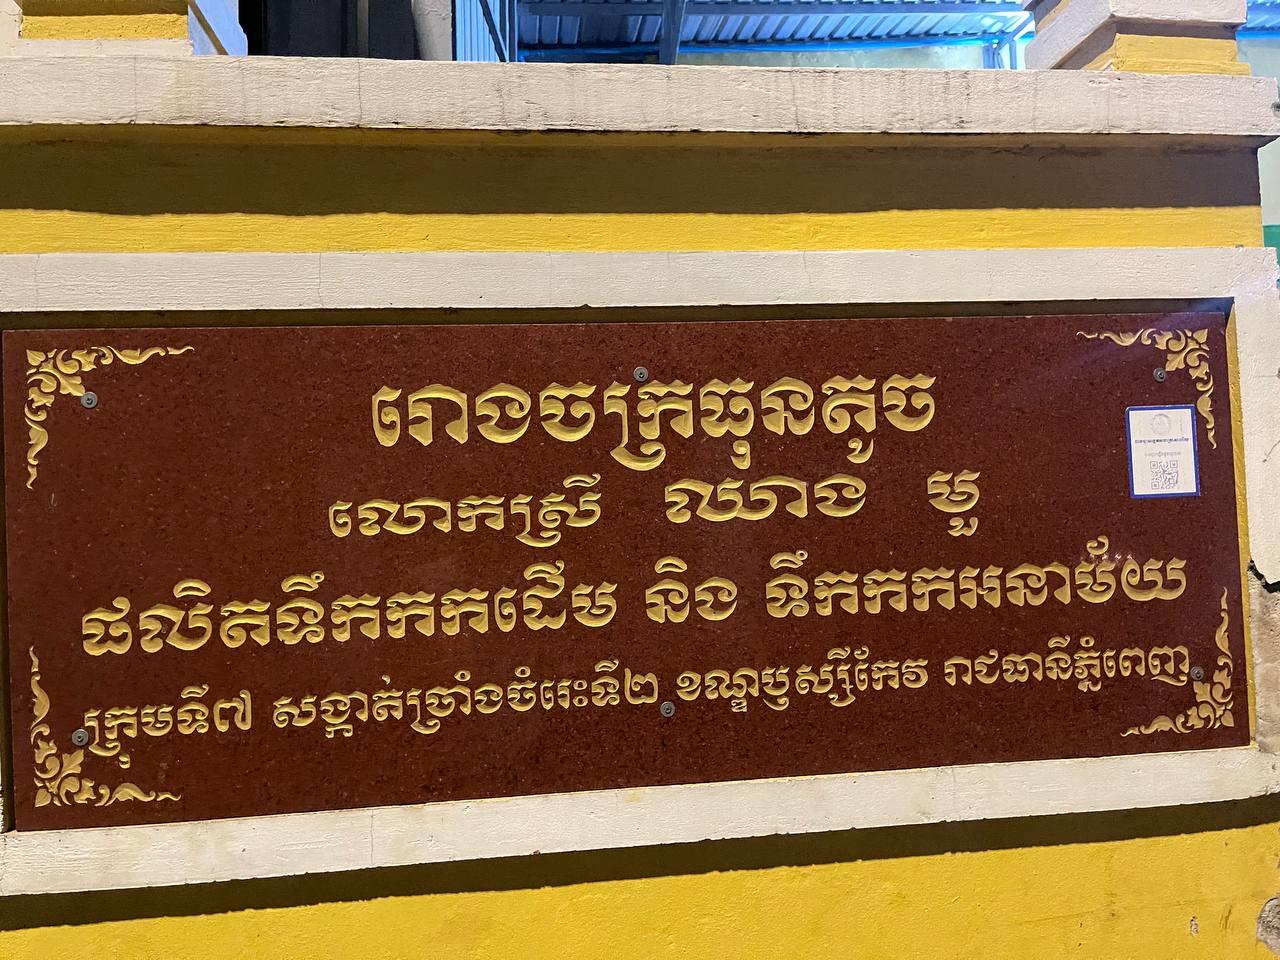 រោងចក្រធុនតូច
លោកស្រី ឈាង មួ
ផលិតទឹកកកដើម និង ទឹកកកអនាម័យ
ក្រុមទី៧ សង្កាត់ច្រាំងចំរេះទី២ ខណ្ឌឫស្សីកែវ រាជធានីភ្នំពេញ